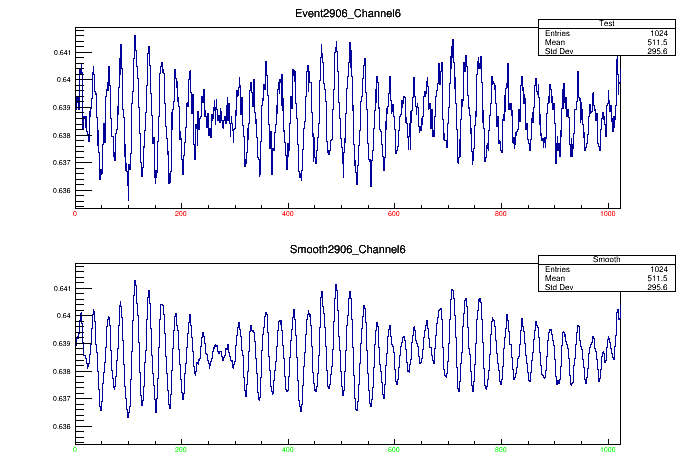 Event2906_Channel6
Test
Entries 1024
Mean 511.5
Std Dev 295.6
0.641
0.64
0.639
0.638
0.637
0.636
0 200 400 600 800 1000
Smooth2906_Channel6
Smooth
Entries 1024
Mean 511.5
Std Dev 295.6
0.641
0.64
0.639
0.638
0.637
0.636
0 200 400 600 800 1000